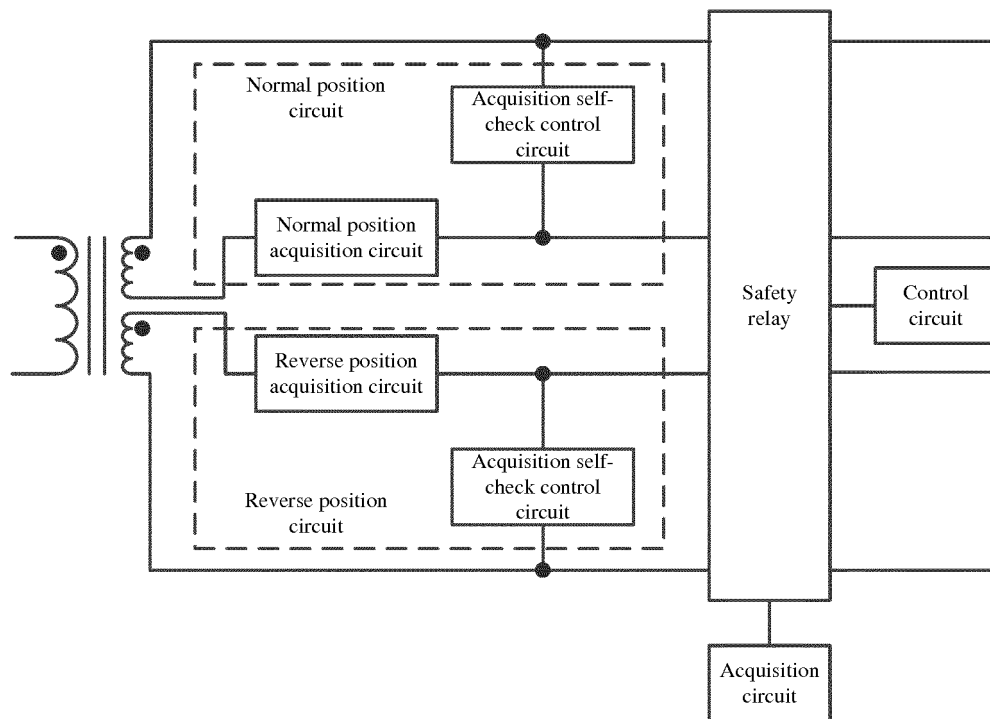 Normal position
circuit
Acquisition self-
check control
circuit
Normal position
acquisition circuit
Safety
relay
Control
circuit
Reverse position
acquisition circuit
Acquisition self-
check control
circuit
Reverse position
circuit
Acquisition
circuit